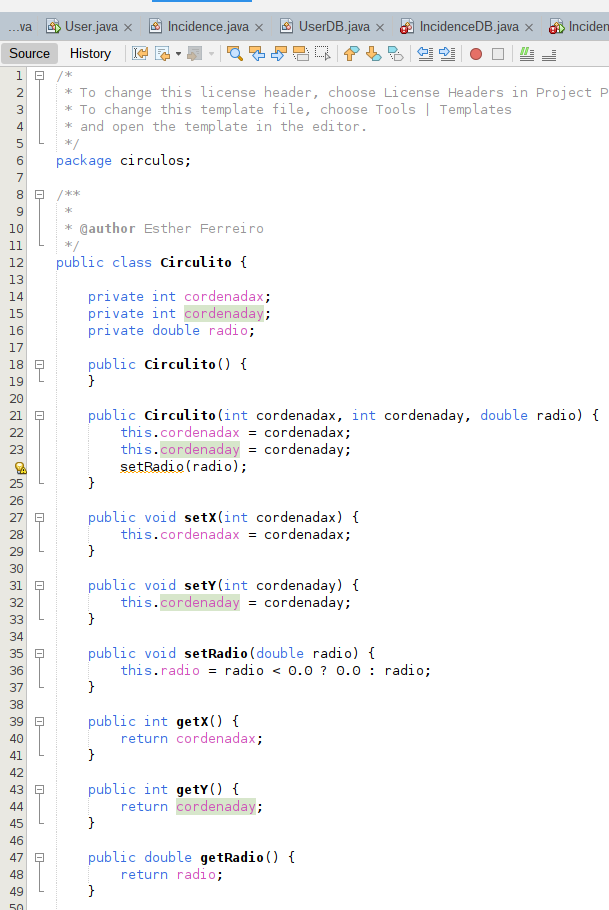 ...va User.java × Incidence.java × UserDB.java × IncidenceDB.java × Inciden
Source History
1 /*
2 * To change this license header, choose License Headers in Project P
3 * To change this template file, choose Tools | Templates
4 * and open the template in the editor.
5 */
6 package circulos;
7
8 /**
9 *
10 * @author Esther Ferreiro
11 */
12 public class Circulito {
13
14 private int cordenadax;
15 private int cordenaday;
16 private double radio;
17
18 public Circulito() {
19 }
20
21 public Circulito(int cordenadax, int cordenaday, double radio) {
22 this.cordenadax = cordenadax;
23 this.cordenaday = cordenaday;
setRadio(radio);
25 }
26
27 public void setX(int cordenadax) {
28 this.cordenadax = cordenadax;
29 }
30
31 public void setY(int cordenaday) {
32 this.cordenaday = cordenaday;
33 }
34
35 public void setRadio(double radio) {
36 this.radio = radio < 0.0 ? 0.0 : radio;
37 }
38
39 public int getX() {
40 return cordenadax;
41 }
42
43 public int getY() {
44 return cordenaday;
45 }
46
47 public double getRadio() {
48 return radio;
49 }
50